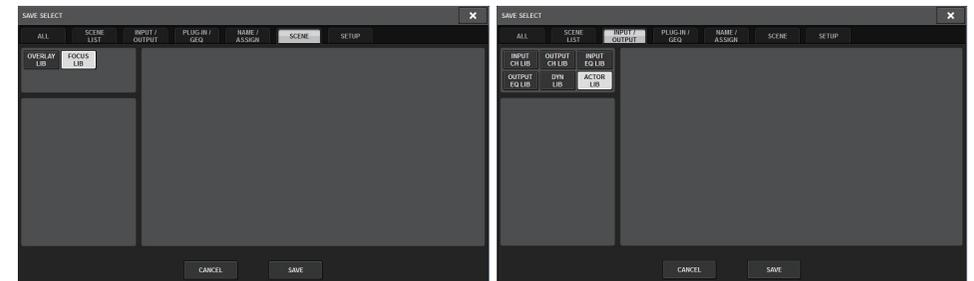 SAVE SELECT
ALL
SCENE
LIST
INPUT /
OUTPUT
PLUG-IN /
GEQ
NAME /
ASSIGN
SCENE
SETUP
OVERLAY
LIB
FOCUS
LIB
CANCEL
SAVE
SAVE SELECT
ALL
SCENE
LIST
INPUT /
OUTPUT
PLUG-IN /
GEQ
NAME /
ASSIGN
SCENE
SETUP
INPUT
CH LIB
OUTPUT
CH LIB
INPUT
EQ LIB
OUTPUT
EQ LIB
DYN
LIB
ACTOR
LIB
CANCEL
SAVE